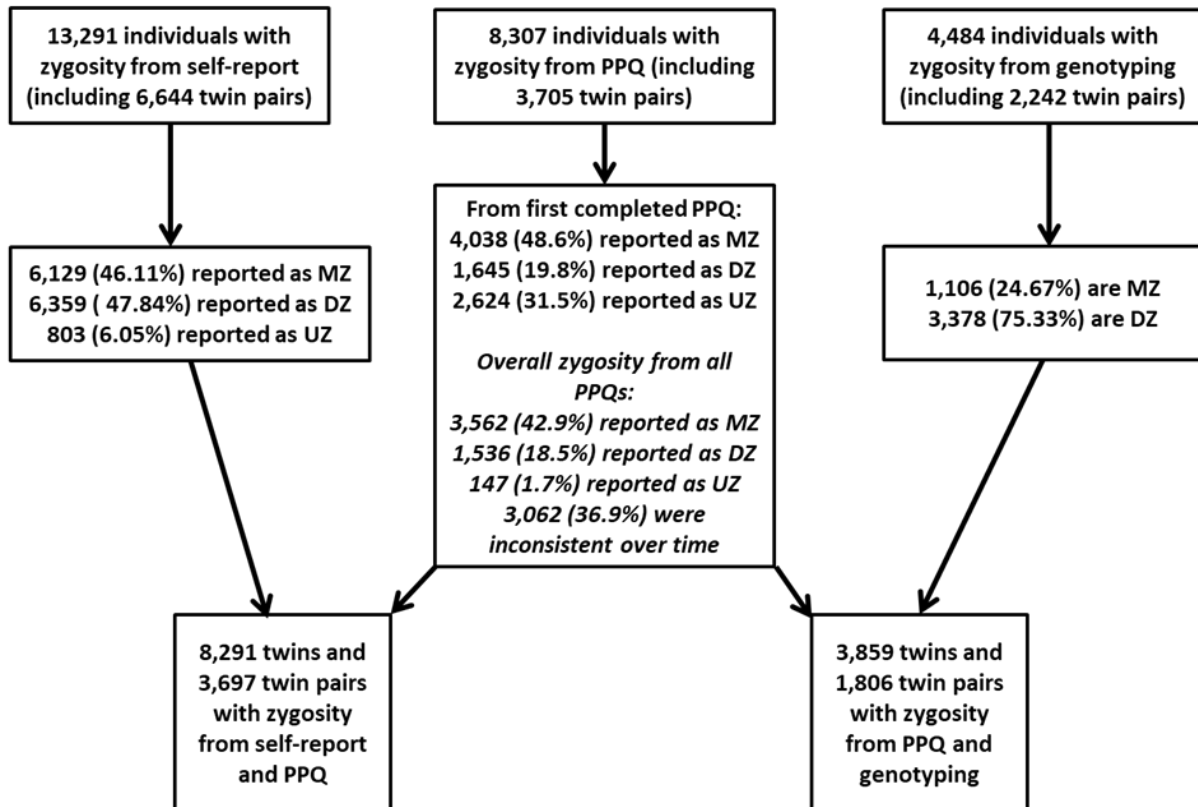 13,291 individuals with
zygosity from self-report
(including 6,644 twin pairs)
8,307 individuals with
zygosity from PPQ (including
3,705 twin pairs)
4,484 individuals with
zygosity from genotyping
(including 2,242 twin pairs)
6,129 (46.11%) reported as MZ
6,359 ( 47.84%) reported as DZ
803 (6.05%) reported as UZ
From first completed PPQ:
4,038 (48.6%) reported as MZ
1,645 (19.8%) reported as DZ
2,624 (31.5%) reported as UZ
Overall zygosity from all
PPQs:
3,562 (42.9%) reported as MZ
1,536 (18.5%) reported as DZ
147 (1.7%) reported as UZ
3,062 (36.9%) were
inconsistent over time
1,106 (24.67%) are MZ
3,378 (75.33%) are DZ
8,291 twins and
3,697 twin pairs
with zygosity
from self-report
and PPQ
3,859 twins and
1,806 twin pairs
with zygosity
from PPQ and
genotyping